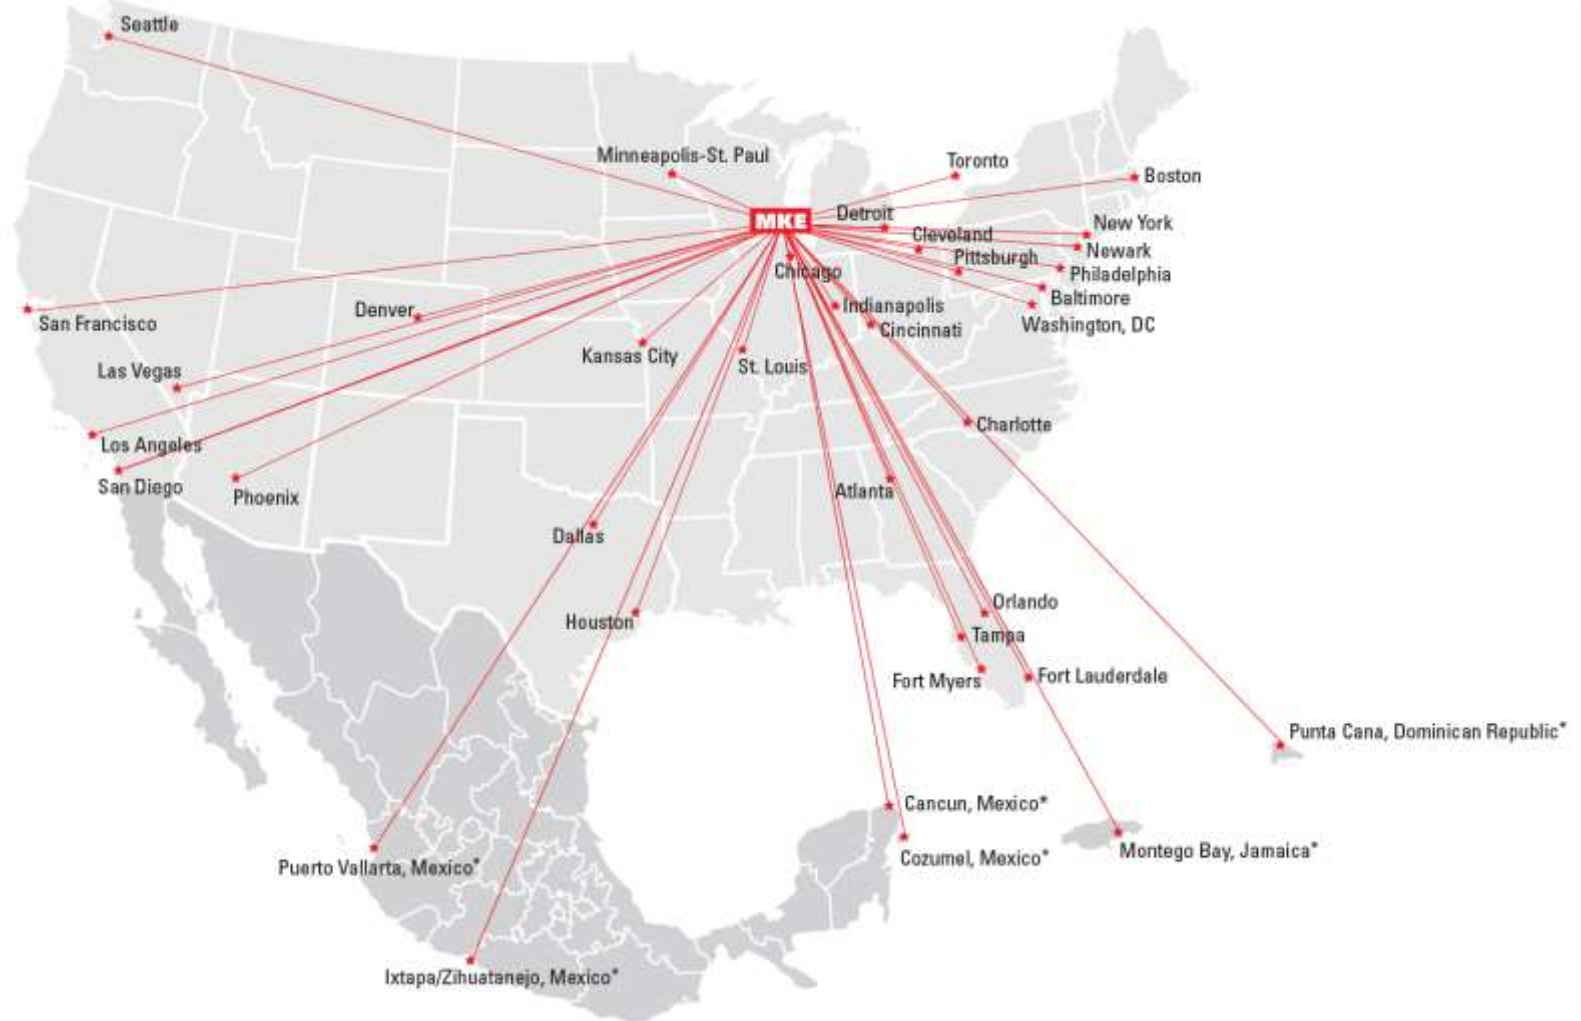 Seattle
Minneapolis-St. Paul
Toronto
Boston
MKE
Detroit
New York
Cleveland
Newark
Pittsburgh
Chicago
Philadelphia
Baltimore
Denver
Indianapolis
San Francisco
Washington, DC
Cincinnati
Kansas City
St. Louis
Las Vegas
Charlotte
Los Angeles
San Diego
Phoenix
Atlanta
Dallas
Orlando
Houston
Tampa
Fort Myers
Fort Lauderdale
Punta Cana, Dominican Republic*
Cancun, Mexico*
Montego Bay, Jamaica*
Cozumel, Mexico*
Puerto Vallarta, Mexico*
Ixtapa/Zihuatanejo, Mexico*